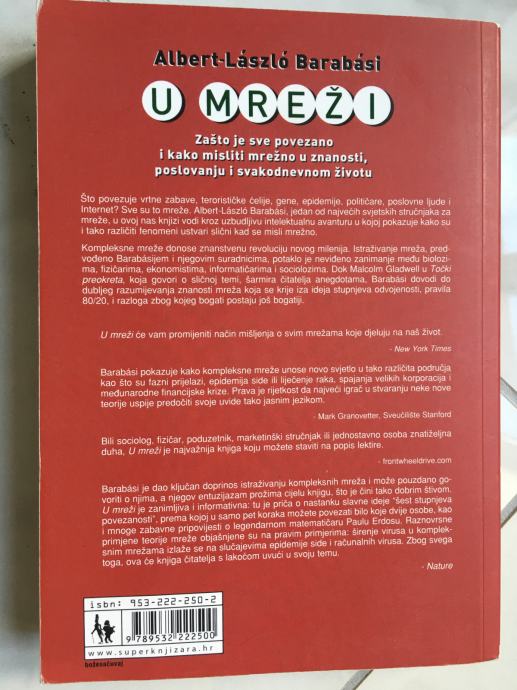 Albert-László Barabási
U MREŽI
Zašto je sve povezano
i kako misliti mrežno u znanosti,
poslovanju i svakodnevnom životu
Što povezuje vrtne zabave, terorističke ćelije, gene, epidemije, političare, poslovne ljude i
Internet? Sve su to mreže. Albert-László Barabási, jedan od najvećih svjetskih stručnjaka za
mreže, u ovoj nas knjizi vodi kroz uzbudljivu intelektualnu avanturu u kojoj pokazuje kako su
i tako različiti fenomeni ustvari slični kad se misli mrežno.
Kompleksne mreže donose znanstvenu revoluciju novog milenija. Istraživanje mreža, pred-
vođeno Barabásijem i njegovim suradnicima, potaklo je neviđeno zanimanje među biolozi-
ma, fizičarima, ekonomistima, informatičarima i sociolozima. Dok Malcolm Gladwell u Točki
preokreta, koja govori o sličnoj temi, šarmira čitatelja anegdotama, Barabási dovodi do
dubljeg razumijevanja znanosti mreža koja se krije iza ideja stupnjeva odvojenosti, pravila
80/20, i razloga zbog kojeg bogati postaju još bogatiji.
U mreži će vam promijeniti način mišljenja o svim mrežama koje djeluju na naš život.
- New York Times
Barabási pokazuje kako kompleksne mreže unose novo svjetlo u tako različita područja
kao što su fazni prijelazi, epidemija side ili liječenje raka, spajanja velikih korporacija i
međunarodne financijske krize. Prava je rijetkost da najveći igrač u stvaranju neke nove
teorije uspije predočiti svoje uvide tako jasnim jezikom.
- Mark Granovetter, Sveučilište Stanford
Bili sociolog, fizičar, poduzetnik, marketinški stručnjak ili jednostavno osoba znatiželjna
duha, U mreži je najvažnija knjiga koju možete staviti na popis lektire.
- frontwheeldrive.com
Barabási je dao ključan doprinos istraživanju kompleksnih mreža i može pouzdano go-
voriti o njima, a njegov entuzijazam prožima cijelu knjigu, što je čini tako dobrim štivom.
U mreži je zanimljiva i informativna: tu je priča o nastanku slavne ideje "šest stupnjeva
povezanosti", prema kojoj u samo pet koraka možete povezati bilo koje dvije osobe, kao
i mnoge zabavne pripovijesti o legendarnom matematičaru Paulu Erdosu. Raznovrsne
primjene teorije mreže objašnjene su na pravim primjerima: širenje virusa u komplek-
snim mrežama izlaže se na slučajevima epidemije side i računalnih virusa. Zbog svega
toga, ova će knjiga čitatelja s lakoćom uvući u svoju temu.
- Nature
isbn: 953-222-250-2
9 789532 222500
www.superknjizara.hr
božesačuvaj